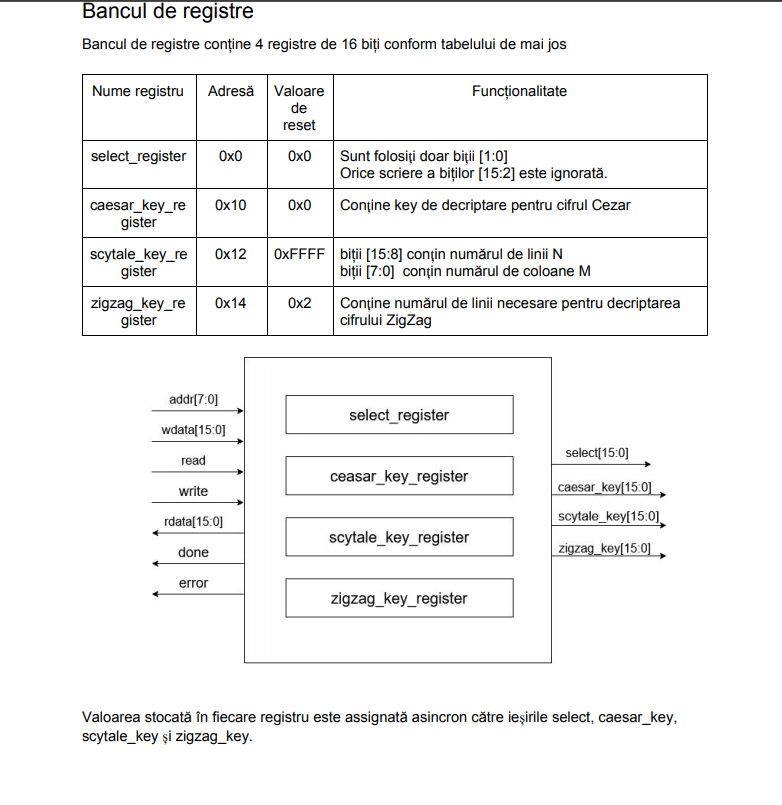 Bancul de registre
Bancul de registre conține 4 registre de 16 biți conform tabelului de mai jos
Nume registru Adresă Valoare de reset Funcționalitate
select_register 0x0 0x0 Sunt folosiți doar biții [1:0]
Orice scriere a biților [15:2] este ignorată.
caesar_key_re
gister 0x10 0x0 Conține key de decriptare pentru cifrul Cezar
scytale_key_re
gister 0x12 0xFFFF biții [15:8] conțin numărul de linii N
biții [7:0] conțin numărul de coloane M
zigzag_key_re
gister 0x14 0x2 Conține numărul de linii necesare pentru decriptarea
cifrului ZigZag
addr[7:0]
wdata[15:0]
read
write
rdata[15:0]
done
error
select_register
ceasar_key_register
scytale_key_register
zigzag_key_register
select[15:0]
caesar_key[15:0]
scytale_key[15:0]
zigzag_key[15:0]
Valoarea stocată în fiecare registru este assignată asincron către ieșirile select, caesar_key,
scytale_key și zigzag_key.